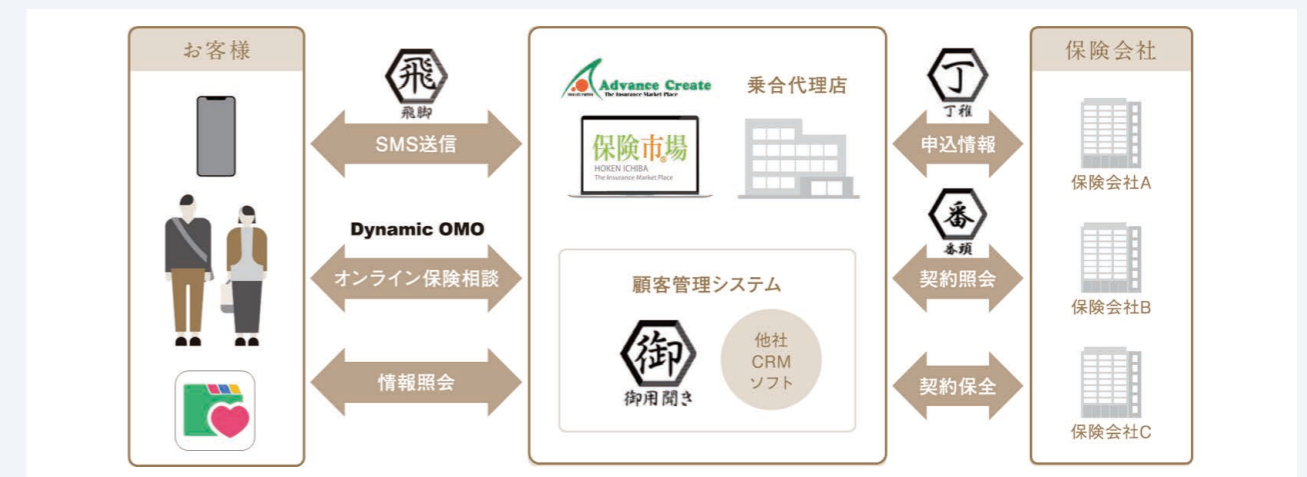 お客様
飛
飛脚
SMS送信
Dynamic OMO
オンライン保険相談
情報照会
Advance Create
The Insurance Market Place
乗合代理店
保険市場
HOKEN ICHIBA
The Insurance Market Place
顧客管理システム
御
御用聞き
他社
CRM
ソフト
丁
丁稚
申込情報
番
番頭
契約照会
契約保全
保険会社
保険会社A
保険会社B
保険会社C